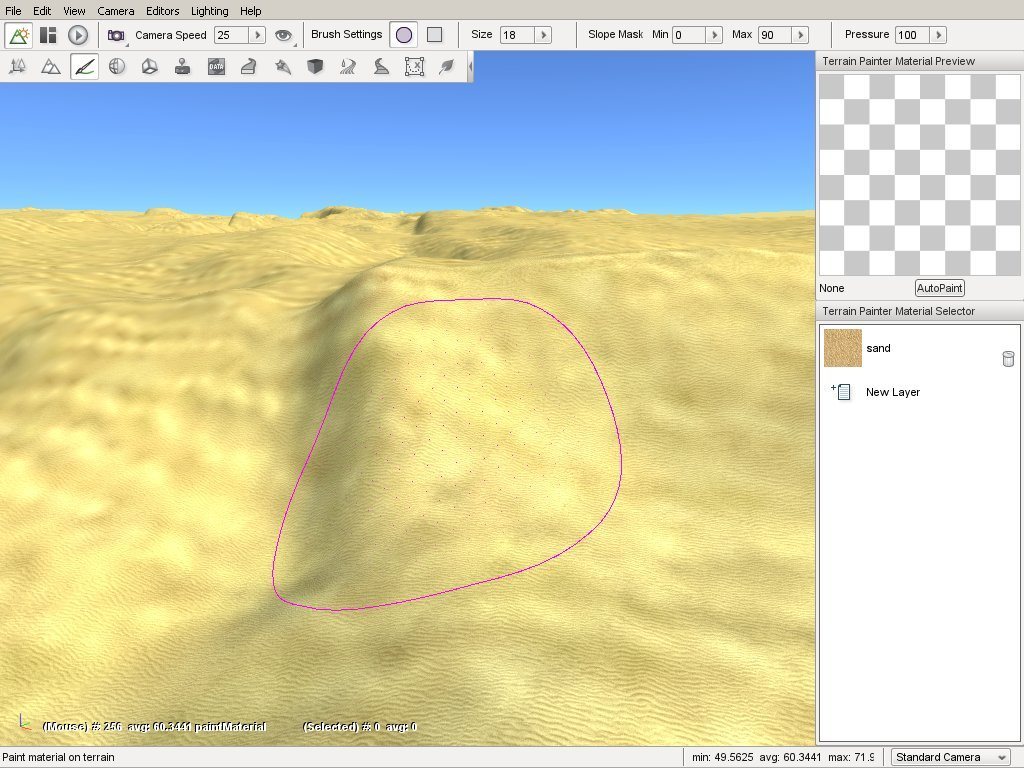 File Edit View Camera Editors Lighting Help
Camera Speed 25 Brush Settings Size 18 Slope Mask Min 0 Max 90 Pressure 100
DATA
Terrain Painter Material Preview
None AutoPaint
Terrain Painter Material Selector
sand
New Layer
(Mouse) #: 256 avg: 60.3441 paintMaterial (Selected) #: 0 avg: 0
Paint material on terrain min: 49.5625 avg: 60.3441 max: 71.9 Standard Camera